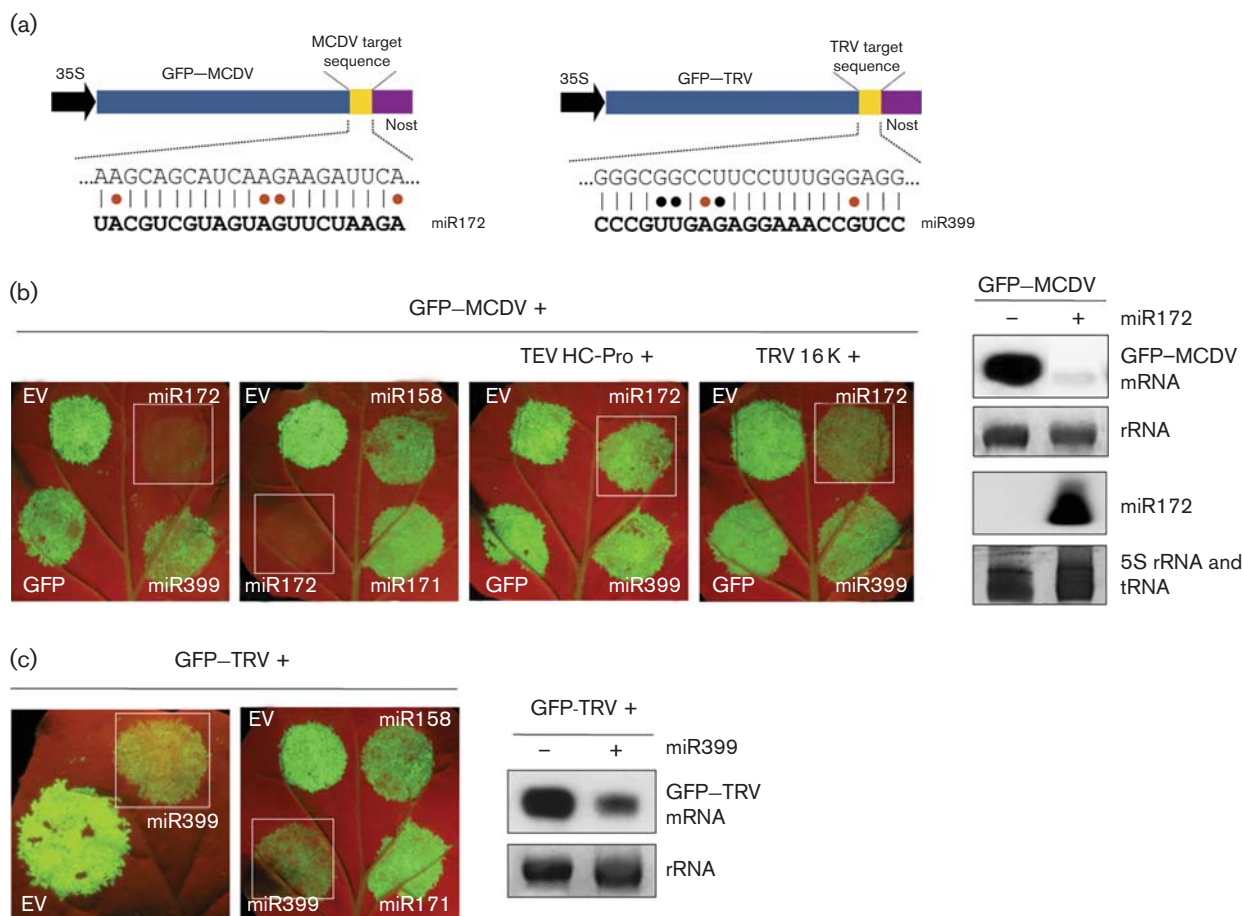 (a)
MCDV target
sequence
35S
GFP–MCDV
Nost
...AAGCAGCAUCAAGAAGAUUCA...
UACGUCGUAGUAGUUCUAAGA
miR172
TRV target
sequence
35S
GFP–TRV
Nost
...GGGCGGCCUUCCUUUGGGAGG...
CCCGUUGAGAGGAAACCGUCC
miR399
(b)
GFP–MCDV +
TEV HC-Pro +
TRV 16 K +
EV
miR172
GFP
miR399
EV
miR158
miR172
miR171
EV
miR172
GFP
miR399
EV
miR172
GFP
miR399
GFP–MCDV
– +
miR172
GFP–MCDV
mRNA
rRNA
miR172
5S rRNA and
tRNA
(c)
GFP–TRV +
miR399
EV
EV
miR158
miR399
miR171
GFP-TRV +
– +
miR399
GFP–TRV
mRNA
rRNA